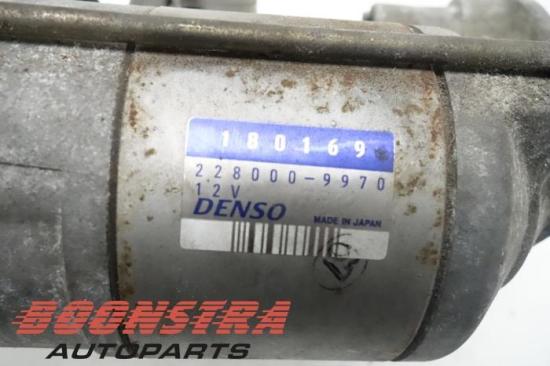 180169
228000-9970
12V
DENSO MADE IN JAPAN
BOONSTRA
AUTOPARTS